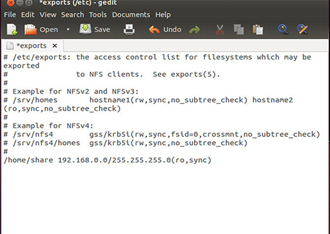 *exports (/etc) - gedit
File Edit View Search Tools Documents Help
Open Save Undo
*exports
# /etc/exports: the access control list for filesystems which may be
exported
#          to NFS clients.  See exports(5).
#
# Example for NFSv2 and NFSv3:
# /srv/homes       hostname1(rw,sync,no_subtree_check) hostname2
(ro,sync,no_subtree_check)
#
# Example for NFSv4:
# /srv/nfs4        gss/krb5i(rw,sync,fsid=0,crossmnt,no_subtree_check)
# /srv/nfs4/homes  gss/krb5i(rw,sync,no_subtree_check)
#
/home/share 192.168.0.0/255.255.255.0(ro,sync)